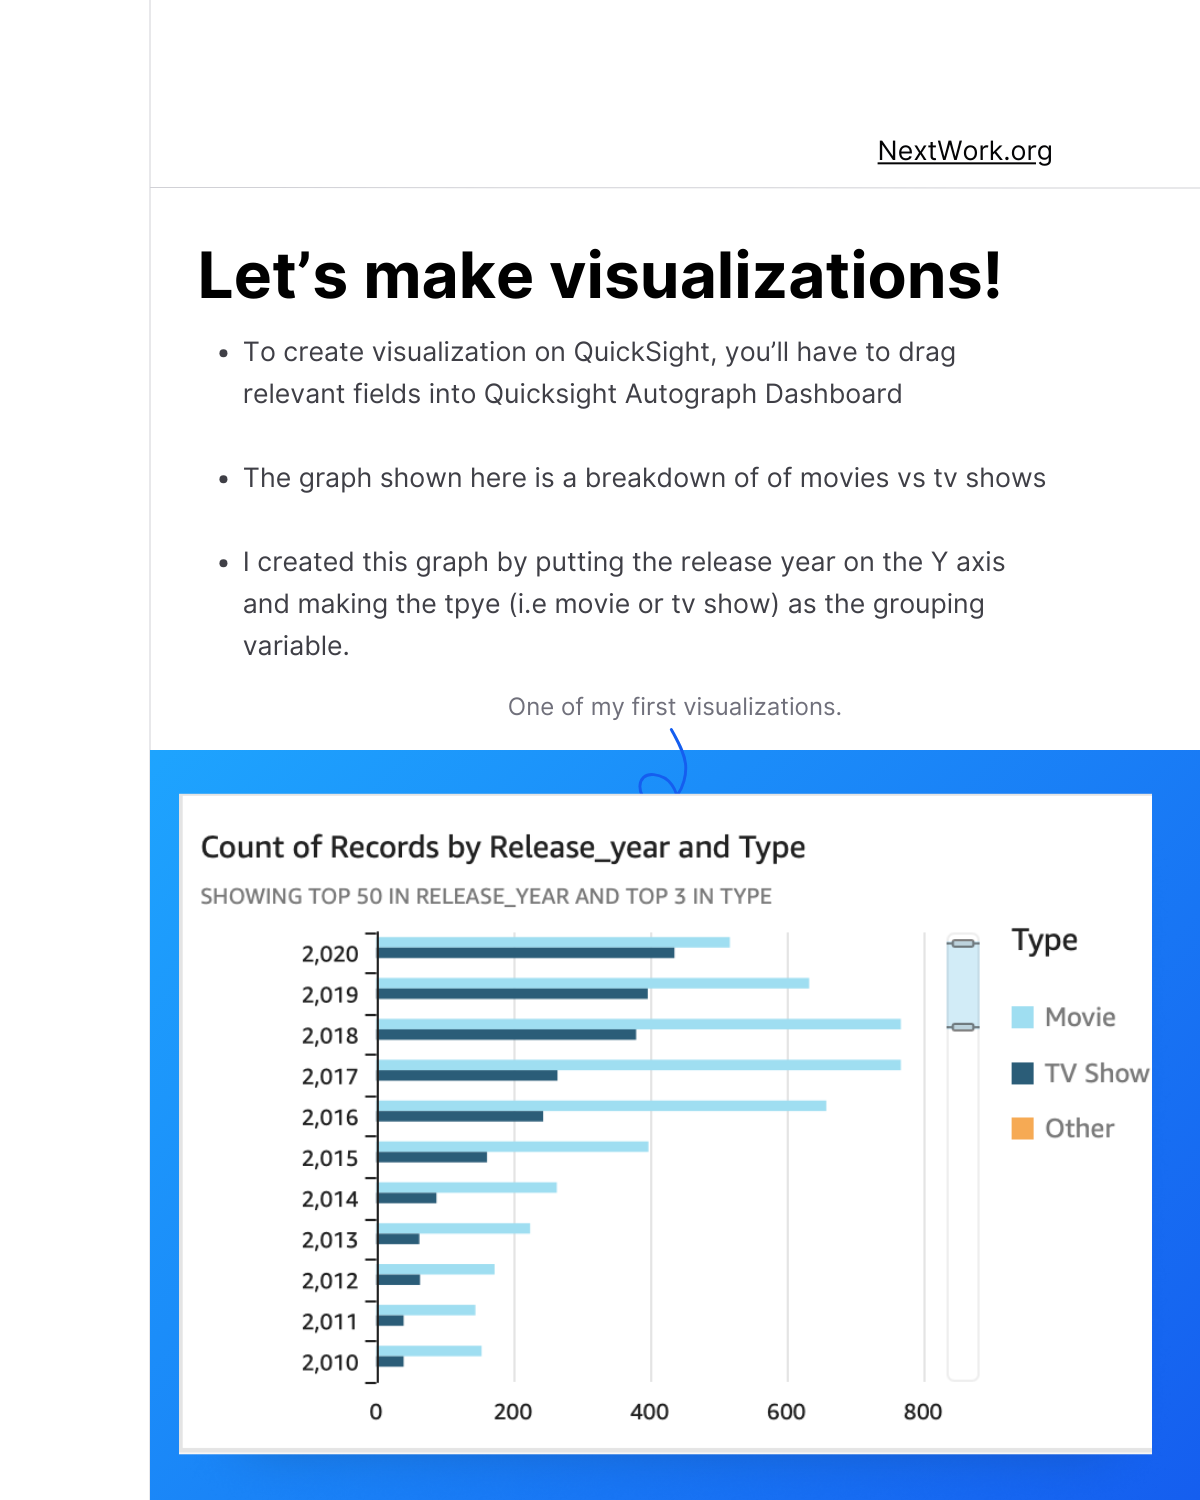 NextWork.org
Let’s make visualizations!
• To create visualization on QuickSight, you’ll have to drag
relevant fields into Quicksight Autograph Dashboard
• The graph shown here is a breakdown of of movies vs tv shows
• I created this graph by putting the release year on the Y axis
and making the tpye (i.e movie or tv show) as the grouping
variable.
One of my first visualizations.
Count of Records by Release_year and Type
SHOWING TOP 50 IN RELEASE_YEAR AND TOP 3 IN TYPE
2,020
2,019
2,018
2,017
2,016
2,015
2,014
2,013
2,012
2,011
2,010
0 200 400 600 800
Type
Movie
TV Show
Other